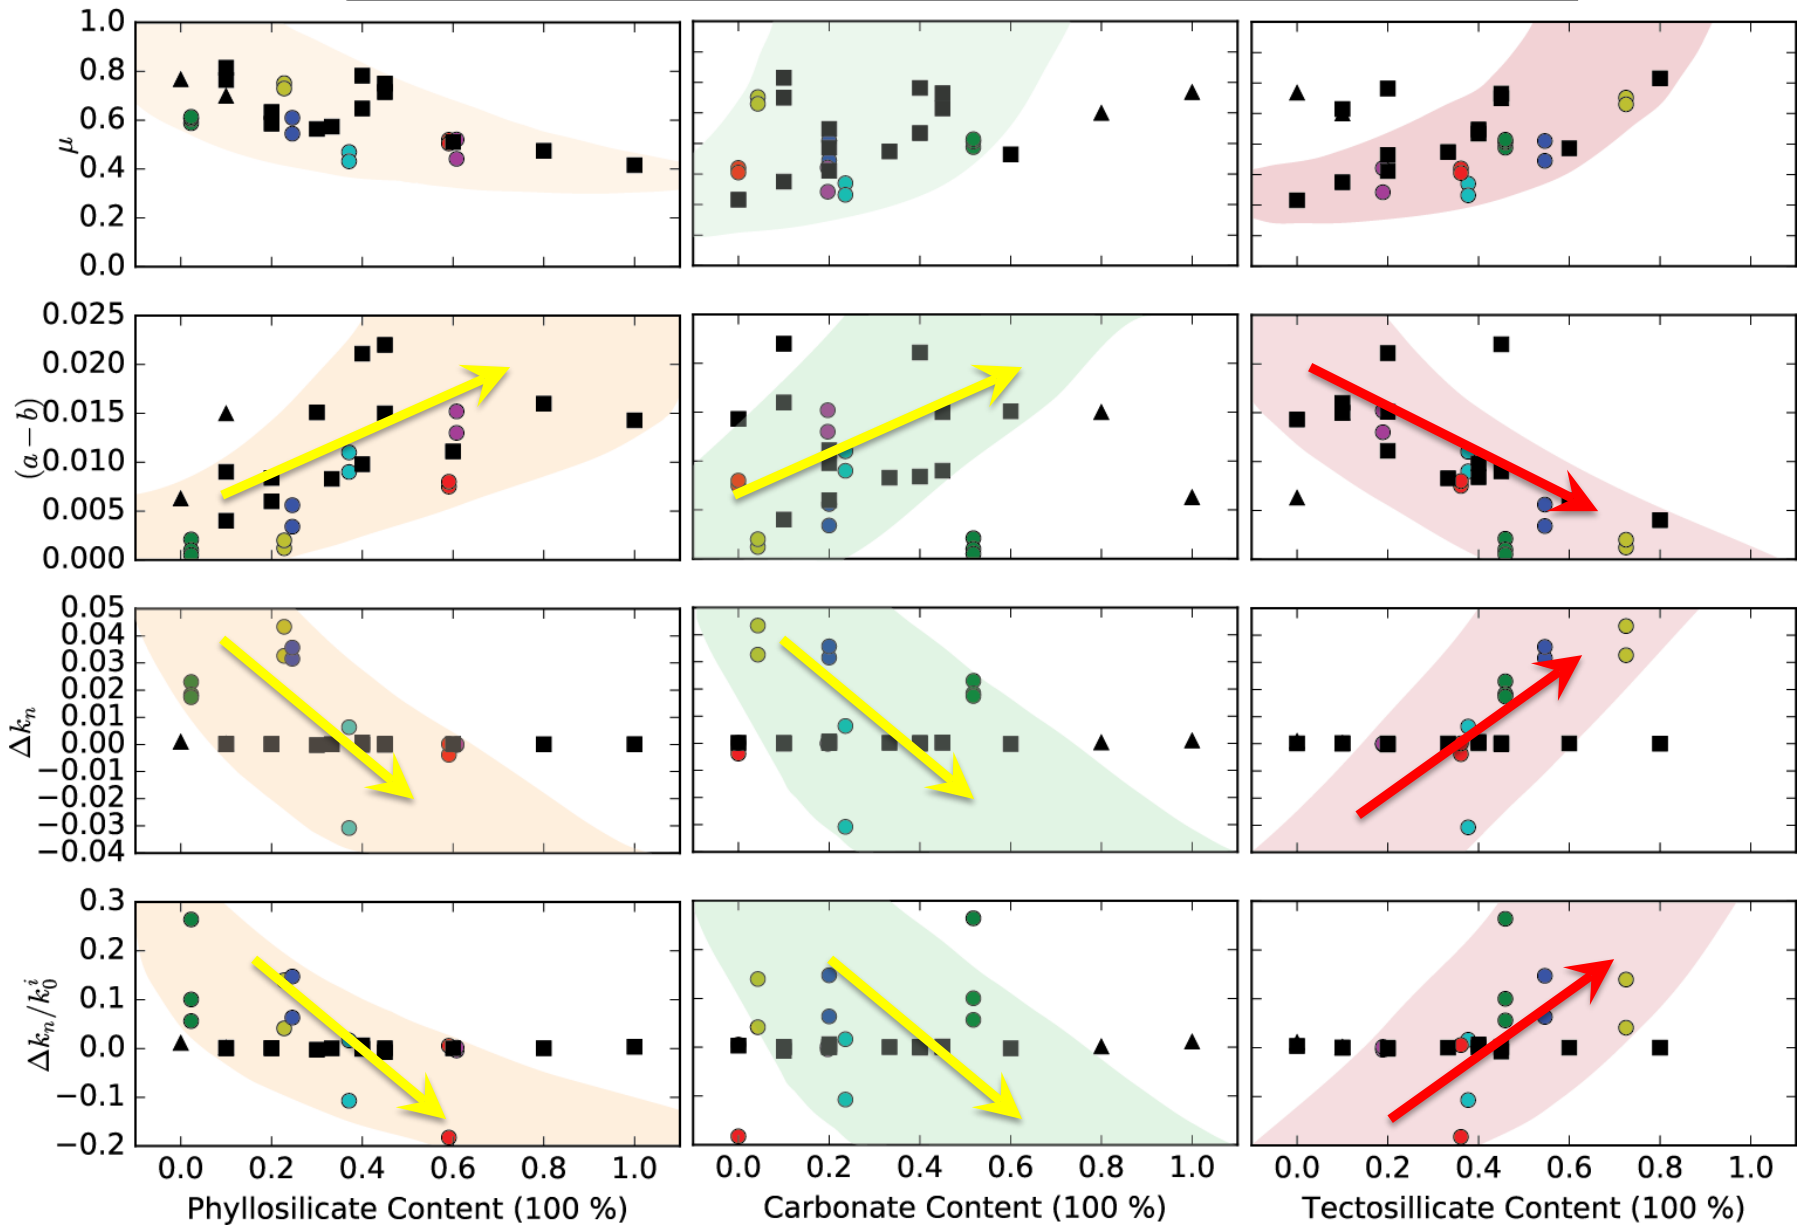 1.0
0.8
0.6
0.4
0.2
0.0
μ
0.025
0.020
0.015
0.010
0.005
0.000
(a − b)
0.05
0.04
0.03
0.02
0.01
0.00
−0.01
−0.02
−0.03
−0.04
Δkₙ
0.3
0.2
0.1
0.0
−0.1
−0.2
Δkₙ/k₀ⁱ
0.0 0.2 0.4 0.6 0.8 1.0
0.0 0.2 0.4 0.6 0.8 1.0
0.0 0.2 0.4 0.6 0.8 1.0
Phyllosilicate Content (100 %)
Carbonate Content (100 %)
Tectosillicate Content (100 %)